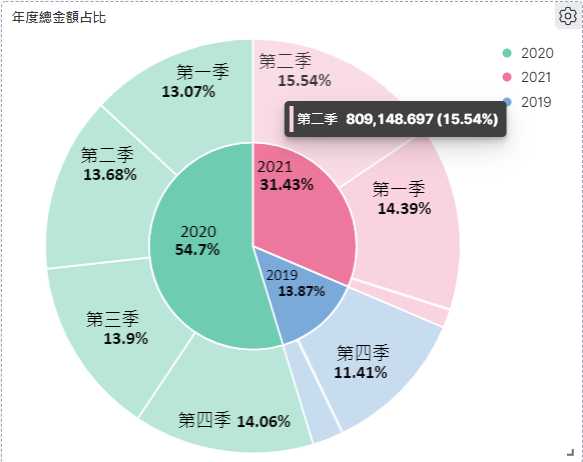 年度總金額占比
2020
2021
2019
第二季
15.54%
第二季 809,148.697 (15.54%)
第一季
13.07%
第二季
13.68%
2021
31.43%
第一季
14.39%
2020
54.7%
2019
13.87%
第三季
13.9%
第四季
11.41%
第四季 14.06%